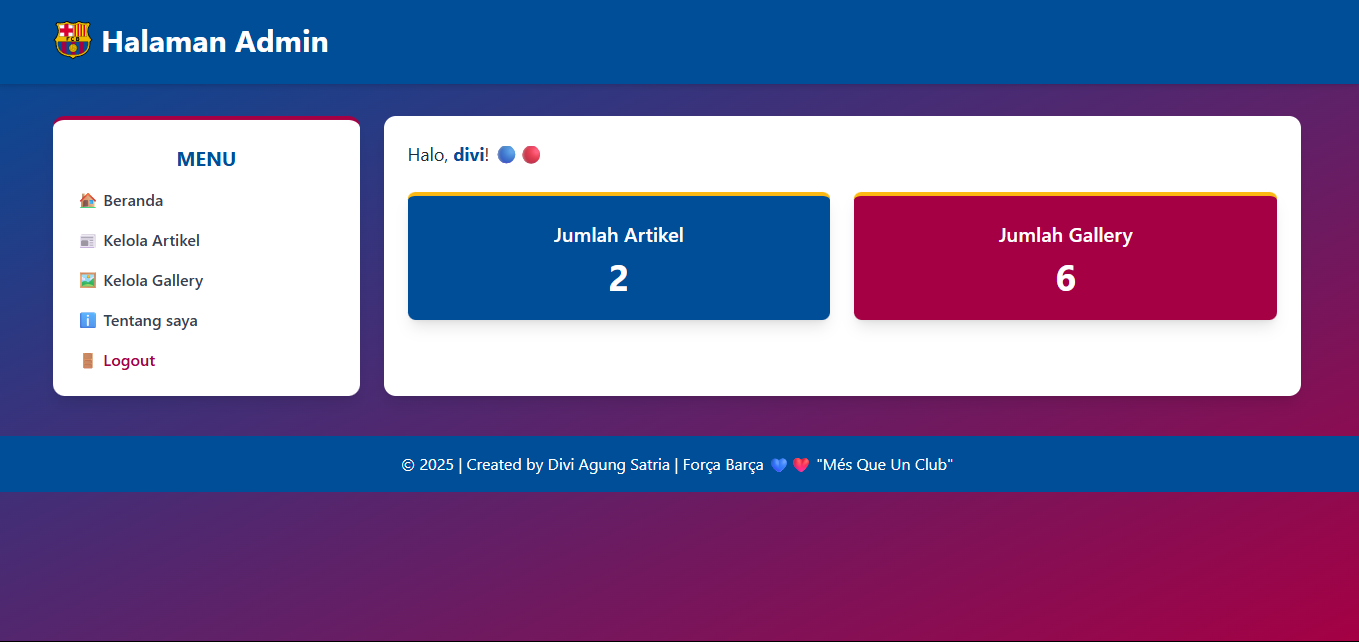 Halaman Admin
MENU
🏠 Beranda
📰 Kelola Artikel
🖼️ Kelola Gallery
ℹ️ Tentang saya
🚪 Logout
Halo, divi! 🔵 🔴
Jumlah Artikel
2
Jumlah Gallery
6
© 2025 | Created by Divi Agung Satria | Força Barça 💙 ❤️ "Més Que Un Club"